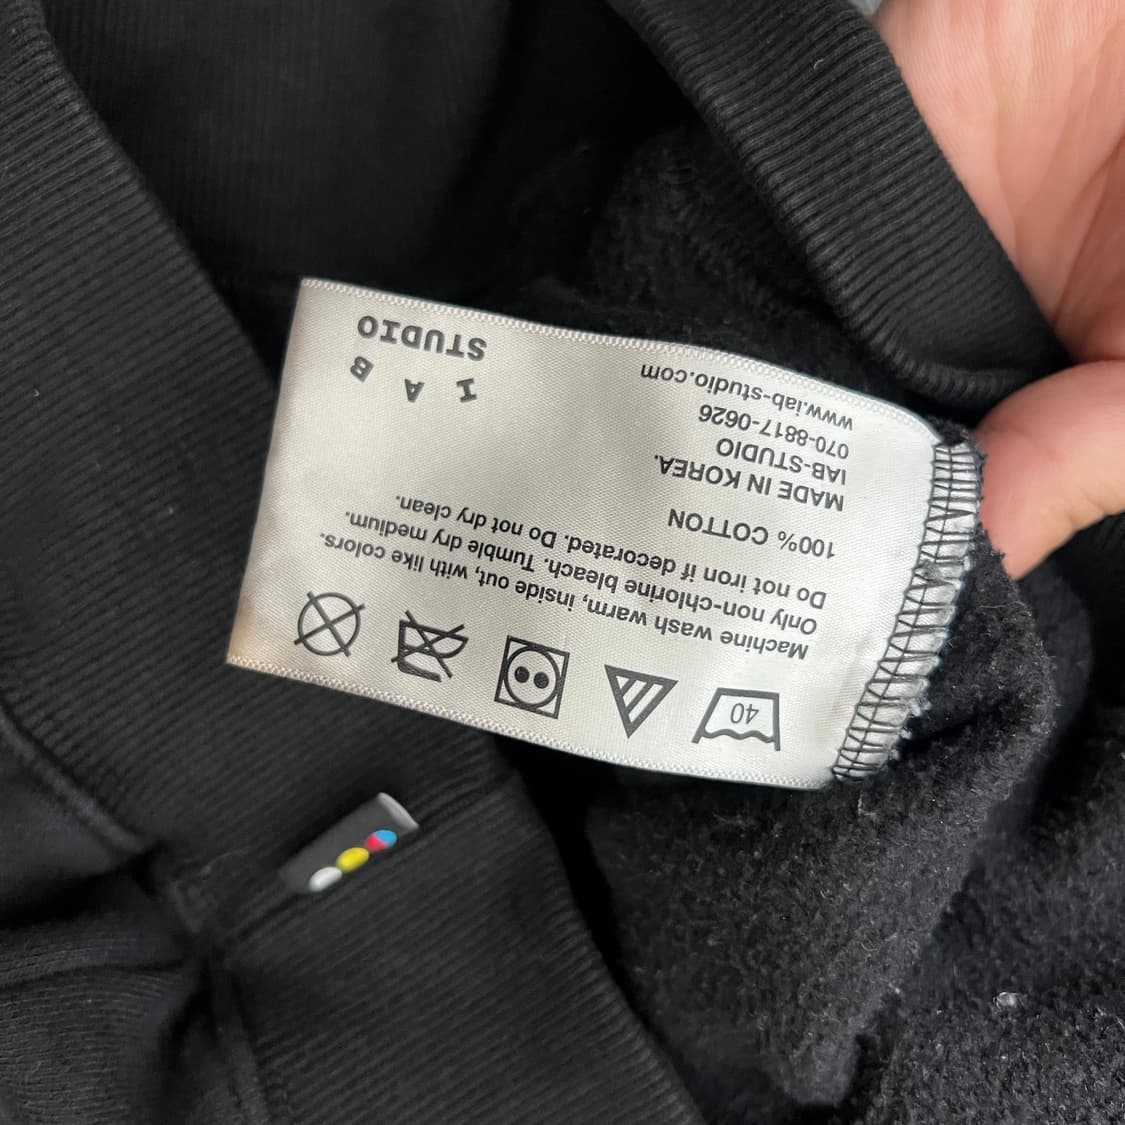 40
Machine wash warm, inside out, with like colors.
Only non-chlorine bleach. Tumble dry medium.
Do not iron if decorated. Do not dry clean.
100% COTTON
MADE IN KOREA.
IAB-STUDIO
070-8817-0626
www.iab-studio.com
I A B
STUDIO